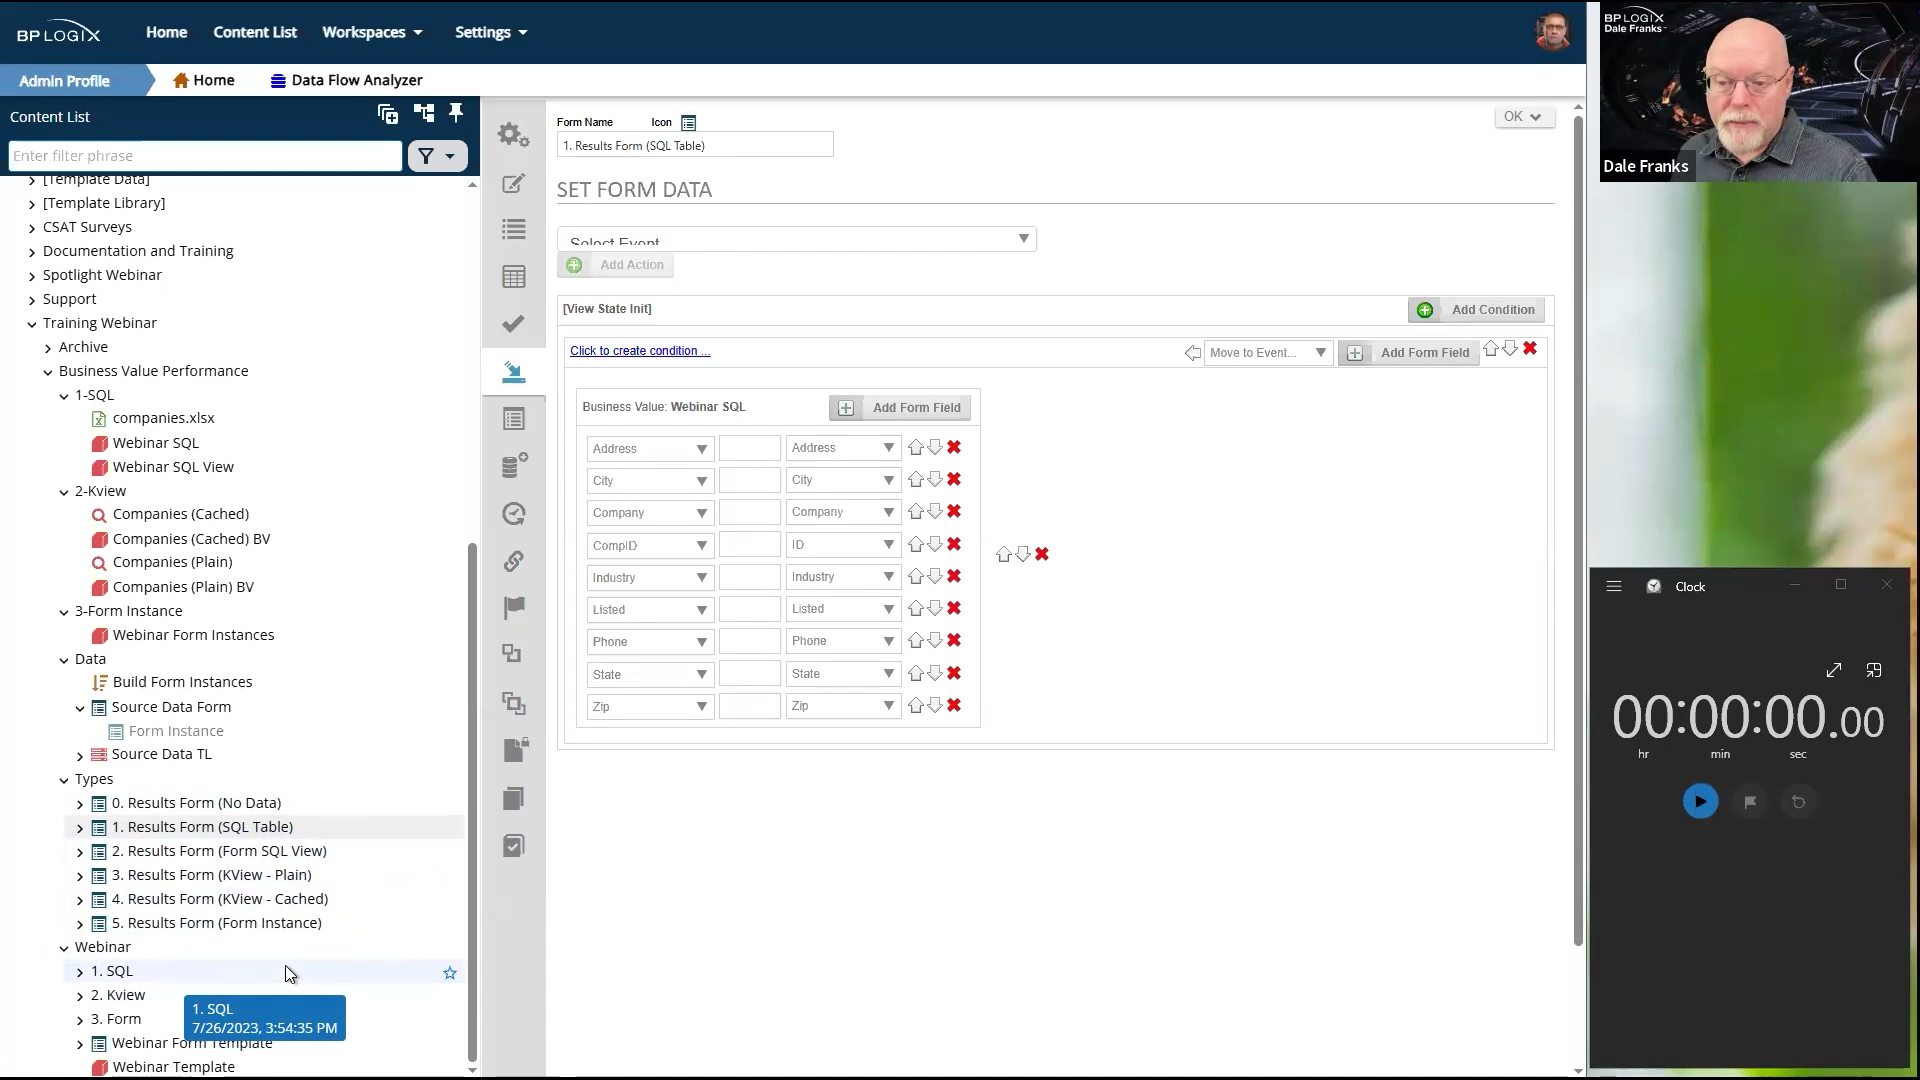 BP LOGIX
Home
Content List
Workspaces
Settings
Admin Profile
Home
Data Flow Analyzer
Content List
Enter filter phrase
[Template Data]
[Template Library]
CSAT Surveys
Documentation and Training
Spotlight Webinar
Support
Training Webinar
Archive
Business Value Performance
1-SQL
companies.xlsx
Webinar SQL
Webinar SQL View
2-Kview
Companies (Cached)
Companies (Cached) BV
Companies (Plain)
Companies (Plain) BV
3-Form Instance
Webinar Form Instances
Data
Build Form Instances
Source Data Form
Form Instance
Source Data TL
Types
0. Results Form (No Data)
1. Results Form (SQL Table)
2. Results Form (Form SQL View)
3. Results Form (KView - Plain)
4. Results Form (KView - Cached)
5. Results Form (Form Instance)
Webinar
1. SQL
2. Kview
3. Form
1. SQL
7/26/2023, 3:54:35 PM
Webinar Form Template
Webinar Template
Form Name
Icon
1. Results Form (SQL Table)
OK
SET FORM DATA
Select Event
Add Action
[View State Init]
Add Condition
Click to create condition ...
Move to Event...
Add Form Field
Business Value: Webinar SQL
Add Form Field
Address
Address
City
City
Company
Company
CompID
ID
Industry
Industry
Listed
Listed
Phone
Phone
State
State
Zip
Zip
BP LOGIX
Dale Franks
Dale Franks
Clock
00:00:00.00
hr
min
sec